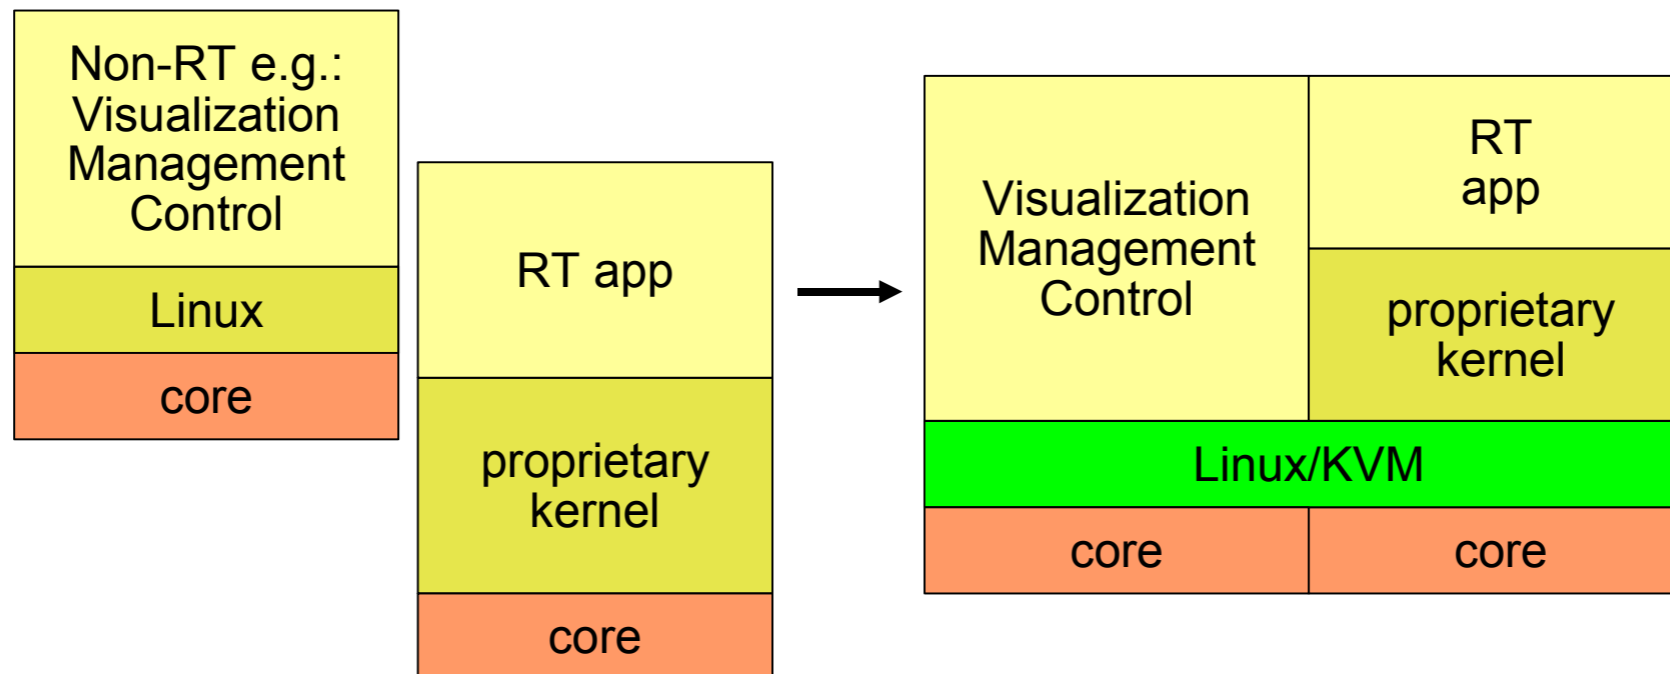 Non-RT e.g.:
Visualization
Management
Control
Linux
core
RT app
proprietary
kernel
core
Visualization
Management
Control
RT
app
proprietary
kernel
Linux/KVM
core
core